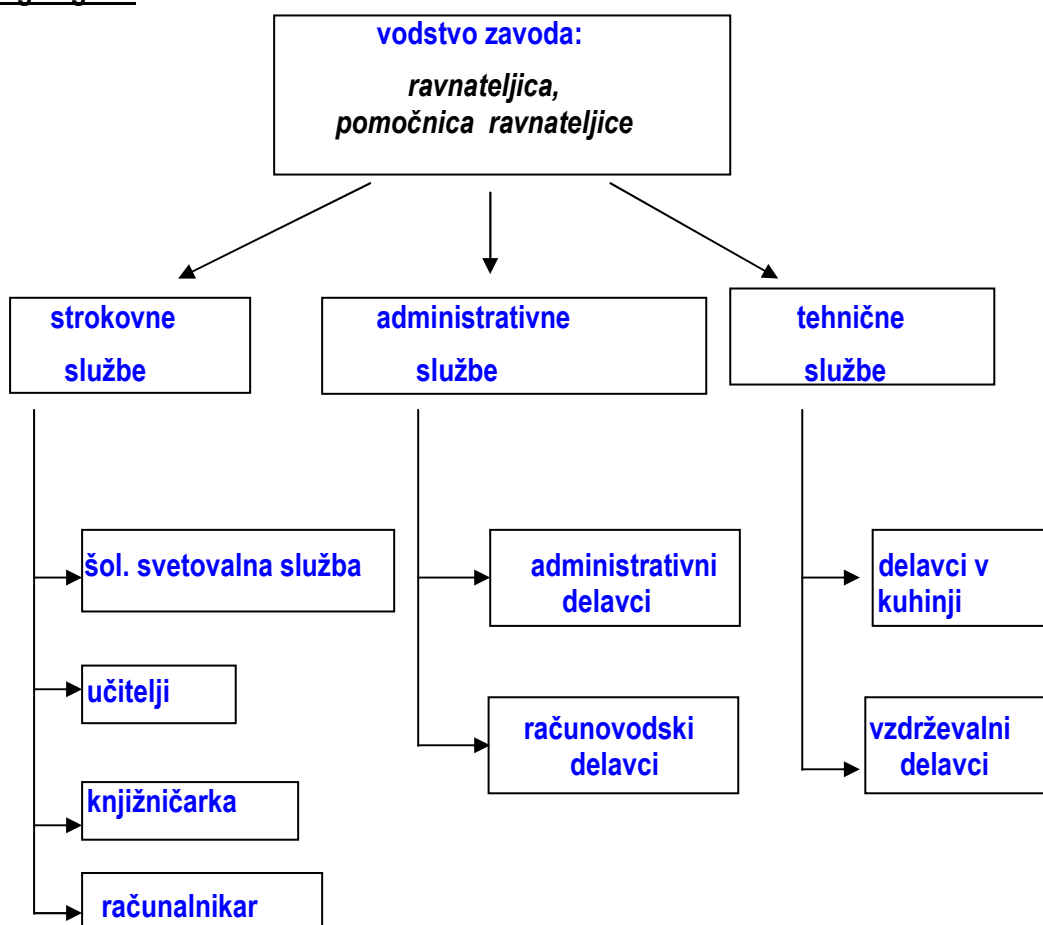 vodstvo zavoda:
ravnateljica,
pomočnica ravnateljice
strokovne
službe
administrativne
službe
tehnične
službe
šol. svetovalna služba
učitelji
knjižničarka
računalnikar
administrativni
delavci
računovodski
delavci
delavci v
kuhinji
vzdrževalni
delavci